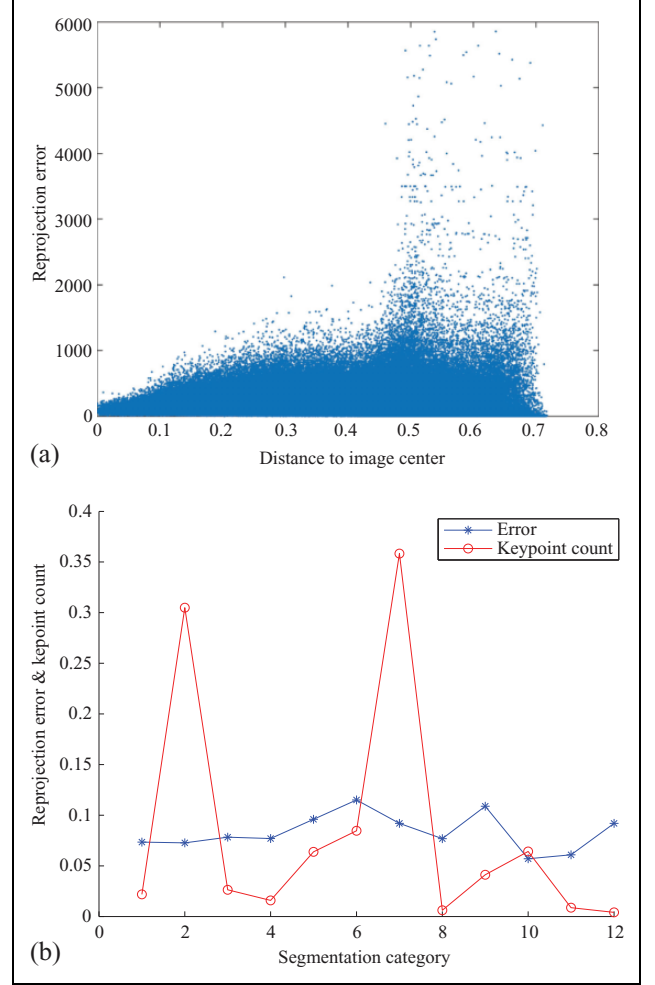 6000
5000
4000
3000
2000
1000
0
Reprojection error
0 0.1 0.2 0.3 0.4 0.5 0.6 0.7 0.8
Distance to image center
(a)
0.4
0.35
0.3
0.25
0.2
0.15
0.1
0.05
0
Reprojection error & kepoint count
Error
Keypoint count
0 2 4 6 8 10 12
Segmentation category
(b)